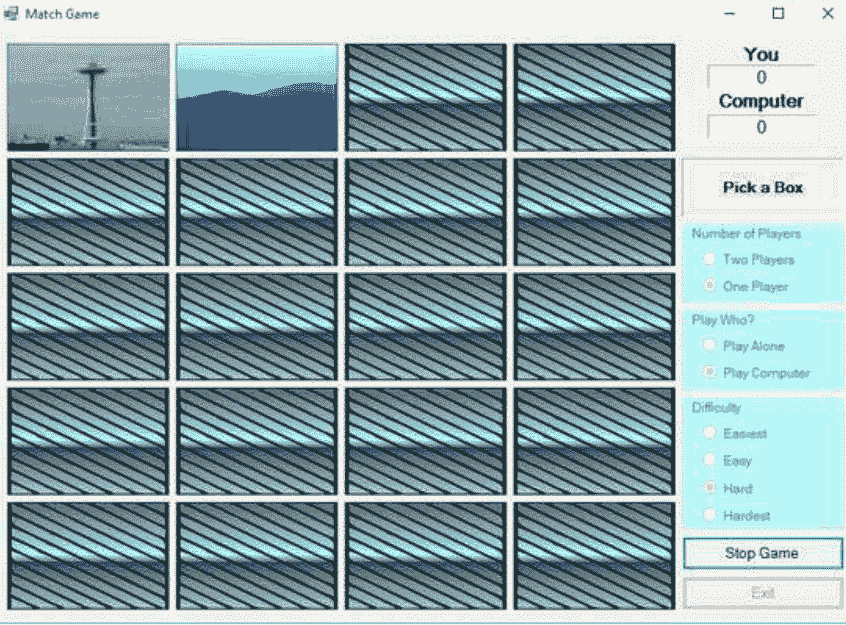 Match Game
You
0
Computer
0
Pick a Box
Number of Players
Two Players
One Player
Play Who?
Play Alone
Play Computer
Difficulty
Easiest
Easy
Hard
Hardest
Stop Game
Exit